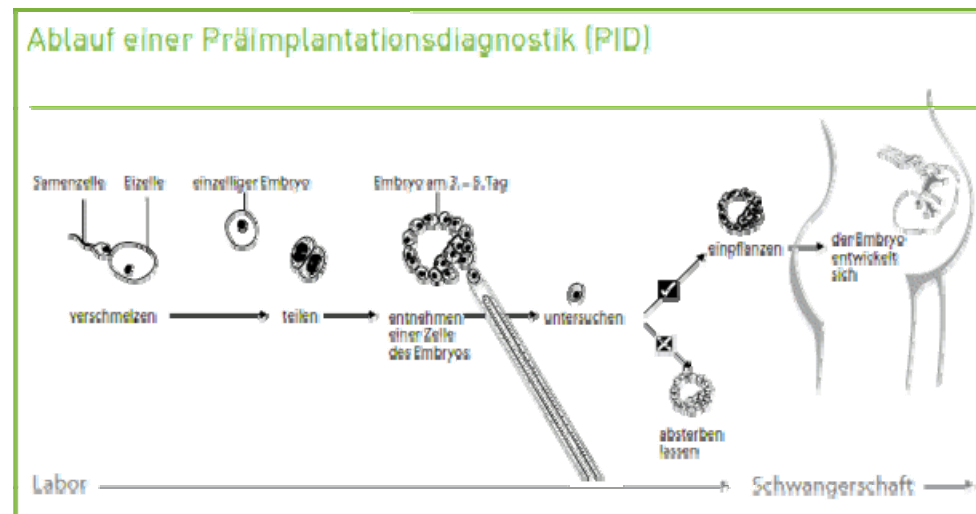 Ablauf einer Präimplantationsdiagnostik (PID)
Samenzelle
Eizelle
einzelliger Embryo
Embryo am 3. – 5. Tag
verschmelzen
teilen
entnehmen
einer Zelle
des Embryos
untersuchen
einpflanzen
der Embryo
entwickelt
sich
absterben
lassen
Labor
Schwangerschaft